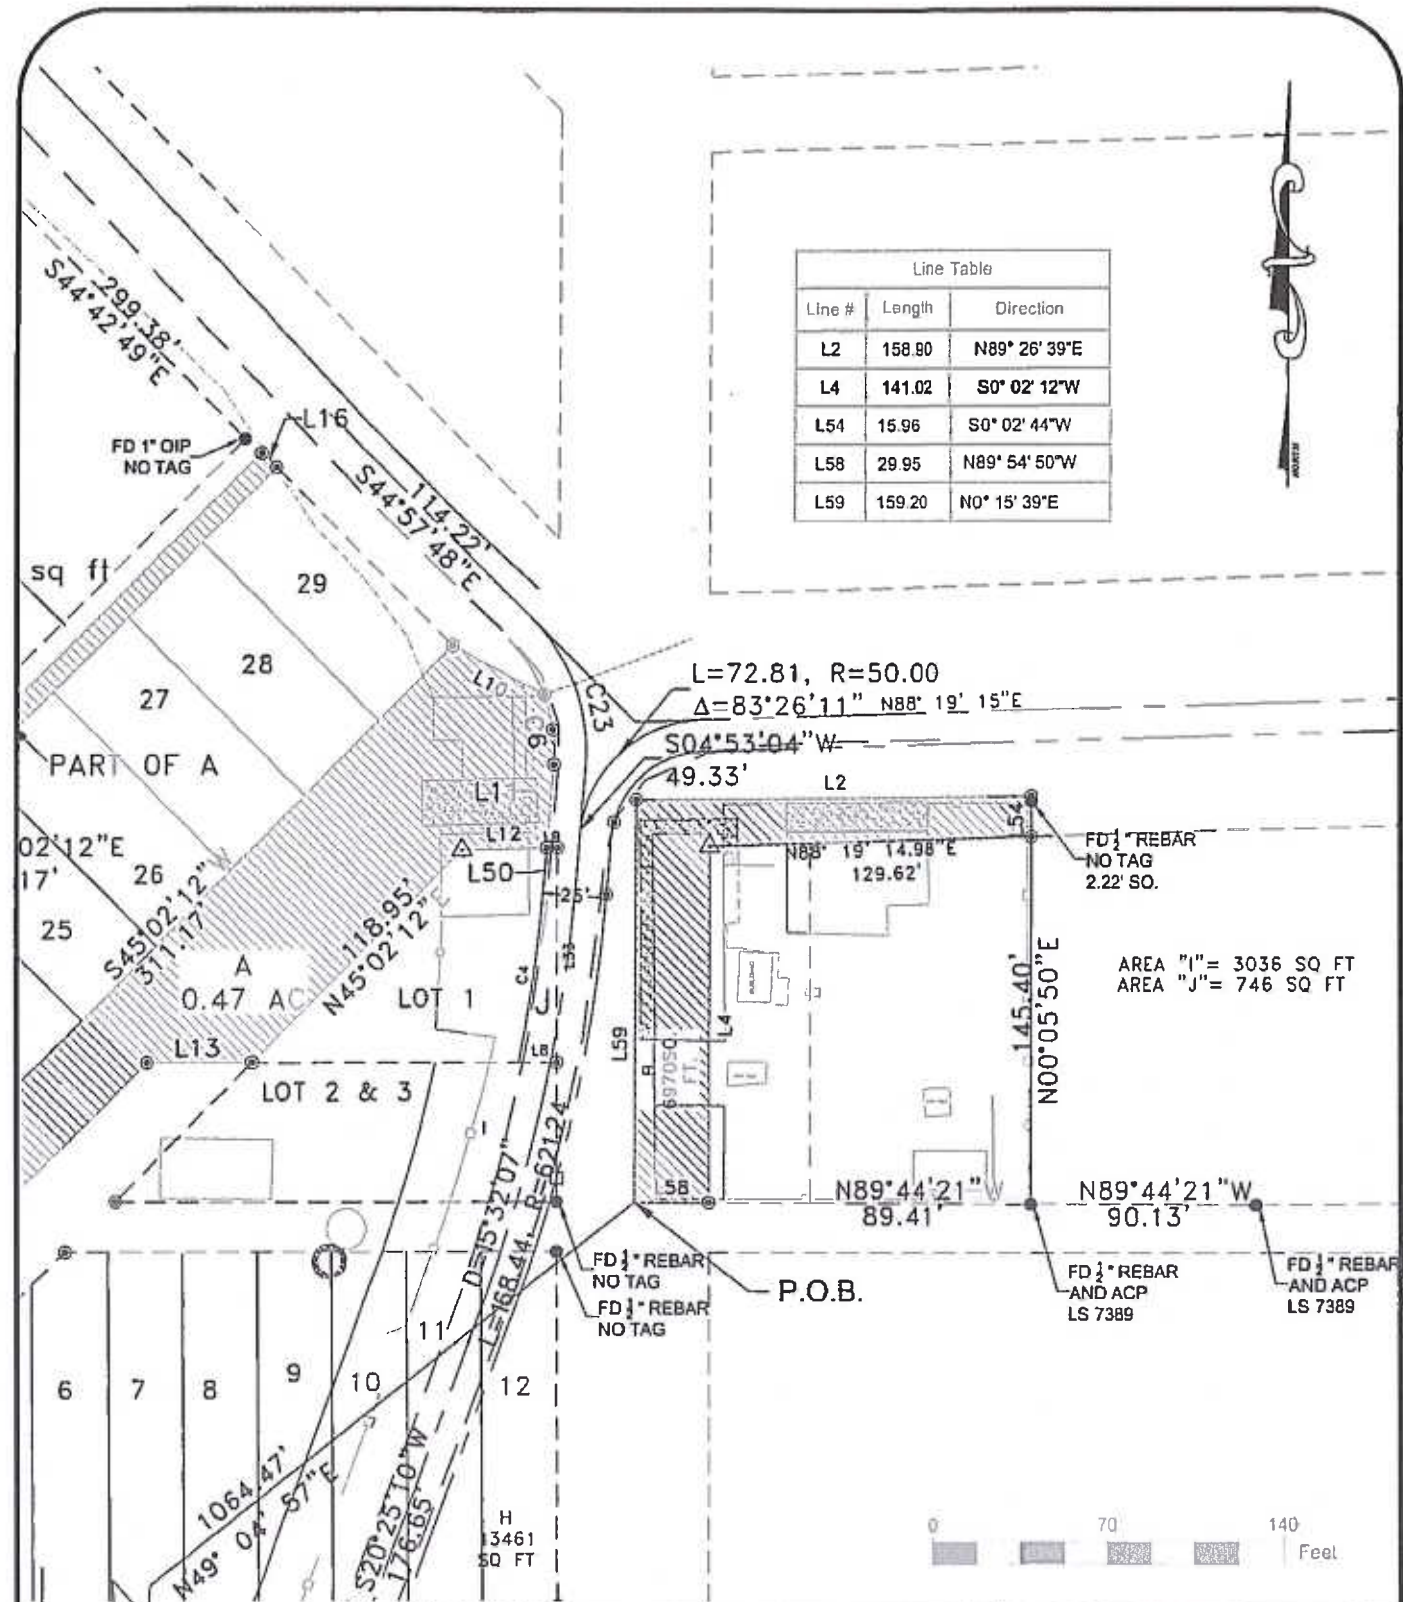 Line Table
Line # Length Direction
L2 158.90 N89° 26' 39"E
L4 141.02 S0° 02' 12"W
L54 15.96 S0° 02' 44"W
L58 29.95 N89° 54' 50"W
L59 159.20 N0° 15' 39"E
299.38'
S44°42'49"E
L16
FD 1" OIP
NO TAG
114.22'
S44°57'48"E
sq ft
29
28
27
26
25
PART OF A
02'12"E
17'
L10
C6
C23
L=72.81, R=50.00
Δ=83°26'11" N88° 19' 15"E
S04°53'04"W
49.33'
L2
54
L1
L12
L9
L50
25'
L33
C4
J
L8
FD 1/2" REBAR
NO TAG
2.22' SO.
N88° 19' 14.98"E
129.62'
BUILDING
S45°02'12"W
311.17'
118.95'
N45°02'12"E
A
0.47 AC
LOT 1
L13
LOT 2 & 3
L59
B
6970SQ.
FT.
L4
145.40'
N00°05'50"E
AREA "I"= 3036 SQ FT
AREA "J"= 746 SQ FT
I
58
N89°44'21"
89.41'
N89°44'21"W
90.13'
D=15°32'07"
L=168.44, R=621.24
FD 1/2" REBAR
NO TAG
FD 1/2" REBAR
NO TAG
P.O.B.
FD 1/2" REBAR
AND ACP
LS 7389
FD 1/2" REBAR
AND ACP
LS 7389
6
7
8
9
10
11
12
1064.47'
N49° 04' 57"E
S20°25'10"W
176.65'
H
13461
SQ FT
0 70 140
Feet